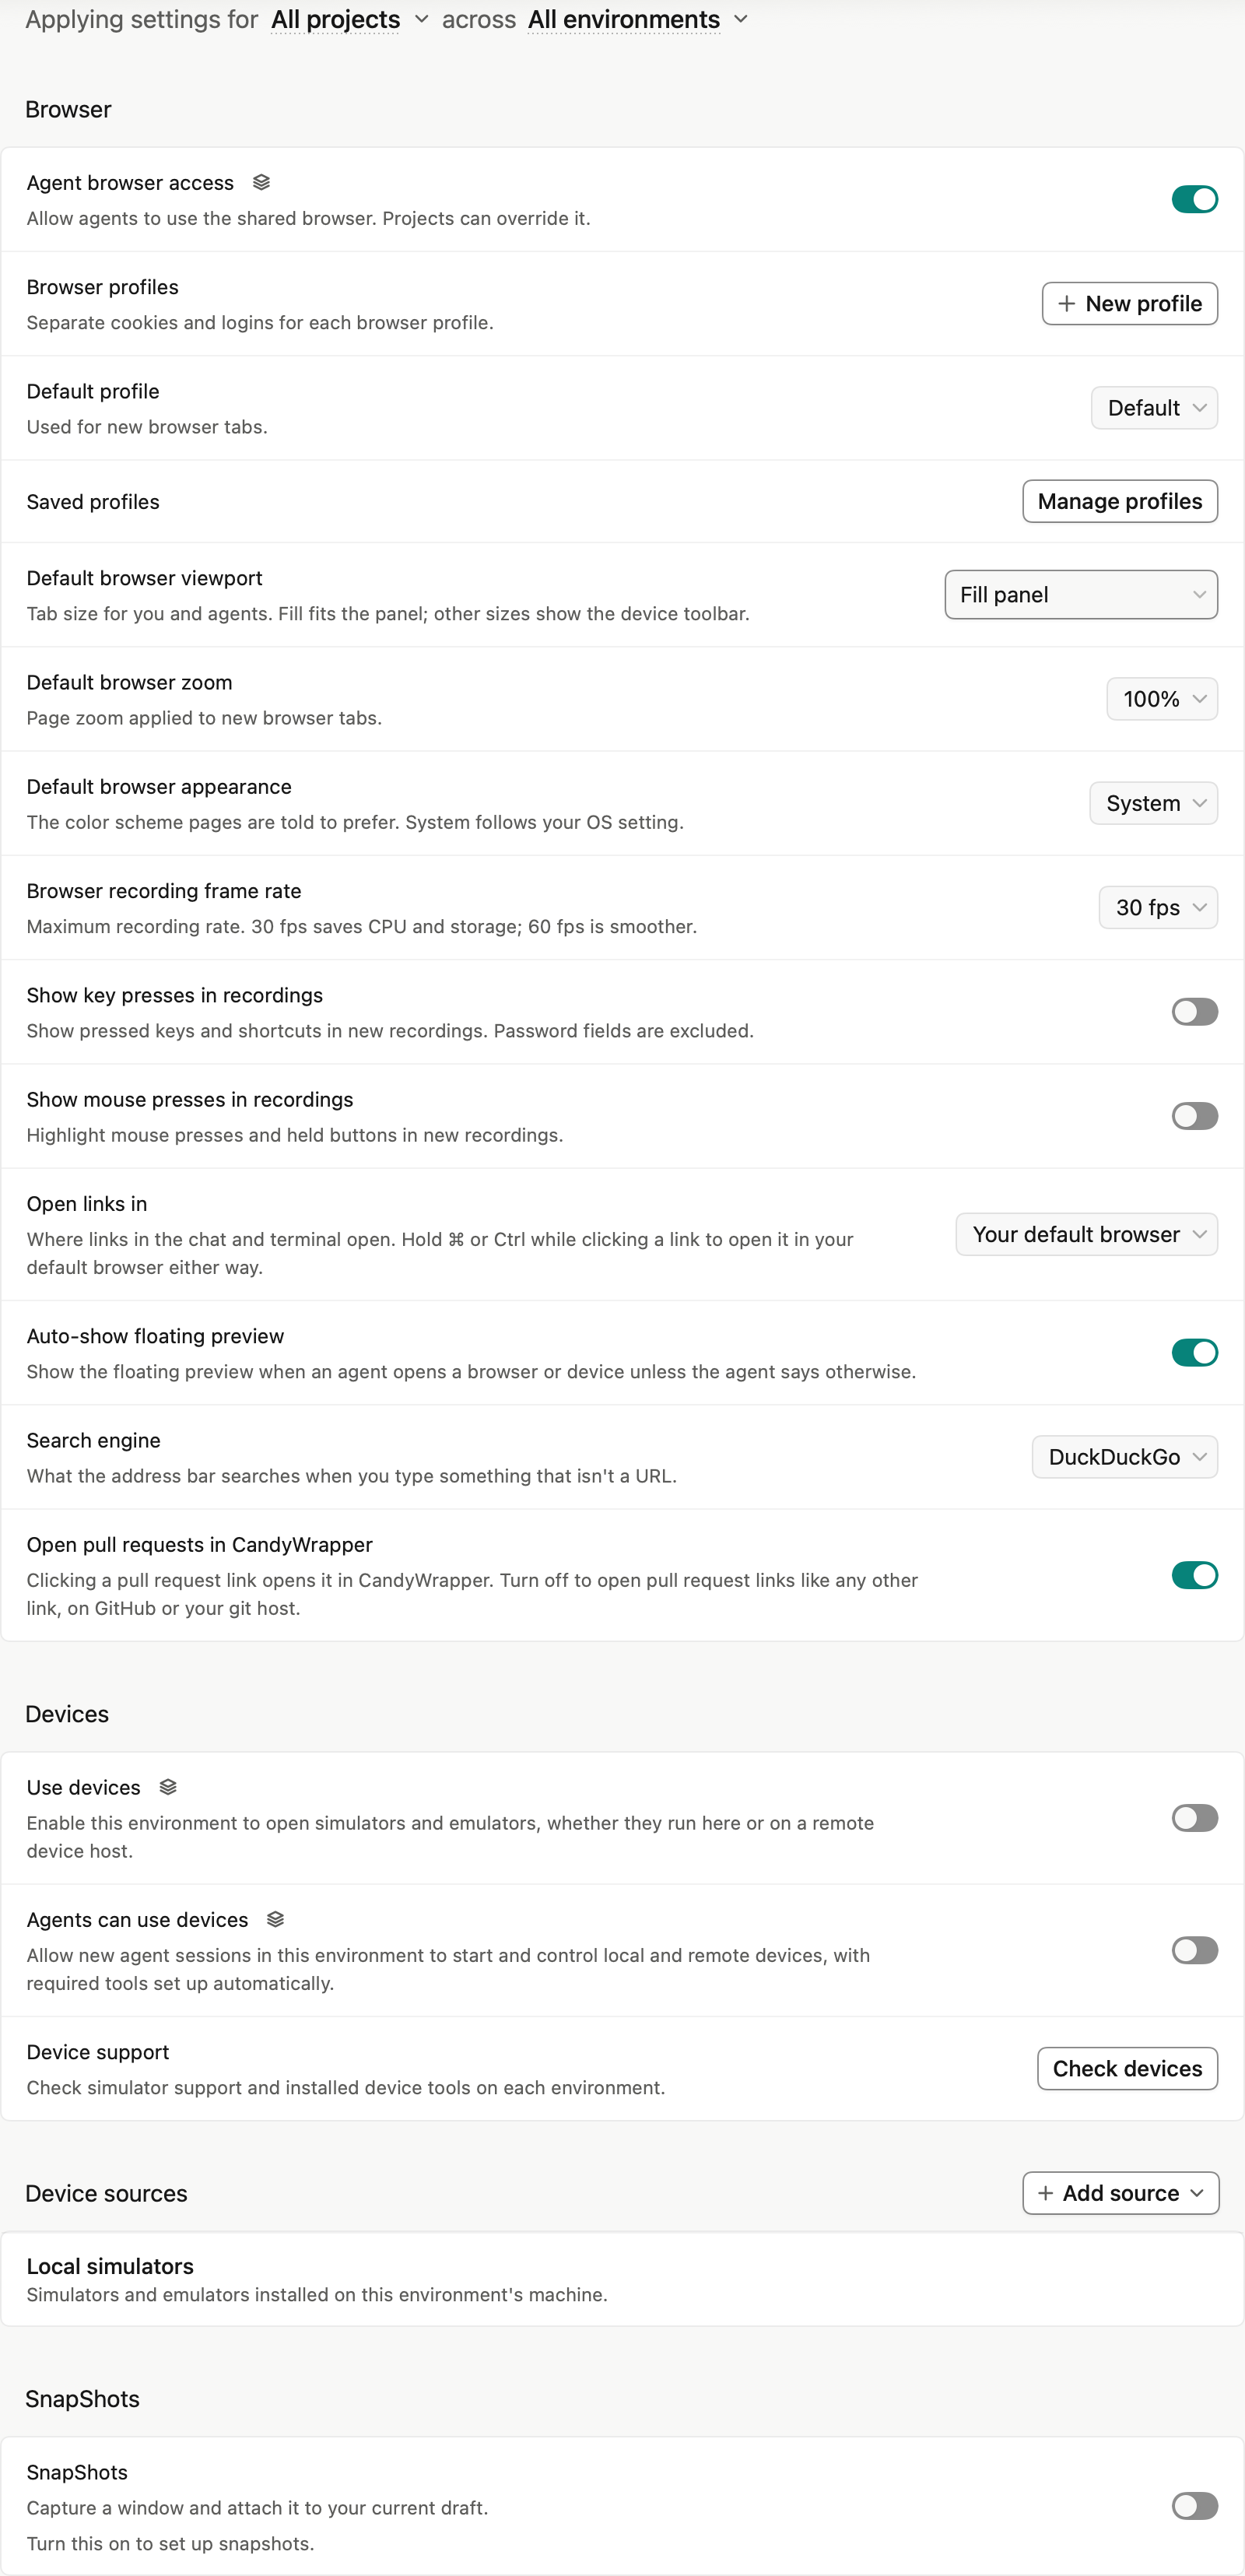 Applying settings for All projects across All environments
Browser
Agent browser access
Allow agents to use the shared browser. Projects can override it.
Browser profiles
Separate cookies and logins for each browser profile.
+ New profile
Default profile
Used for new browser tabs.
Default
Saved profiles
Manage profiles
Default browser viewport
Tab size for you and agents. Fill fits the panel; other sizes show the device toolbar.
Fill panel
Default browser zoom
Page zoom applied to new browser tabs.
100%
Default browser appearance
The color scheme pages are told to prefer. System follows your OS setting.
System
Browser recording frame rate
Maximum recording rate. 30 fps saves CPU and storage; 60 fps is smoother.
30 fps
Show key presses in recordings
Show pressed keys and shortcuts in new recordings. Password fields are excluded.
Show mouse presses in recordings
Highlight mouse presses and held buttons in new recordings.
Open links in
Where links in the chat and terminal open. Hold ⌘ or Ctrl while clicking a link to open it in your
default browser either way.
Your default browser
Auto-show floating preview
Show the floating preview when an agent opens a browser or device unless the agent says otherwise.
Search engine
What the address bar searches when you type something that isn't a URL.
DuckDuckGo
Open pull requests in CandyWrapper
Clicking a pull request link opens it in CandyWrapper. Turn off to open pull request links like any other
link, on GitHub or your git host.
Devices
Use devices
Enable this environment to open simulators and emulators, whether they run here or on a remote
device host.
Agents can use devices
Allow new agent sessions in this environment to start and control local and remote devices, with
required tools set up automatically.
Device support
Check simulator support and installed device tools on each environment.
Check devices
Device sources
+ Add source
Local simulators
Simulators and emulators installed on this environment's machine.
SnapShots
SnapShots
Capture a window and attach it to your current draft.
Turn this on to set up snapshots.